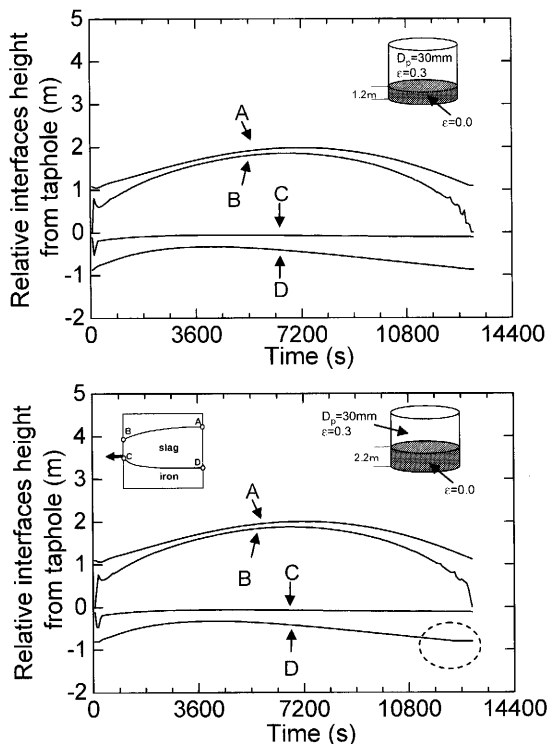 5
4
3
2
1
0
-1
-2
Relative interfaces height
from taphole (m)
Dp=30mm
ε=0.3
1.2m
ε=0.0
A
B
C
D
0
3600
7200
10800
14400
Time (s)
5
4
3
2
1
0
-1
-2
Relative interfaces height
from taphole (m)
B
A
slag
C
D
iron
Dp=30mm
ε=0.3
2.2m
ε=0.0
A
B
C
D
0
3600
7200
10800
14400
Time (s)